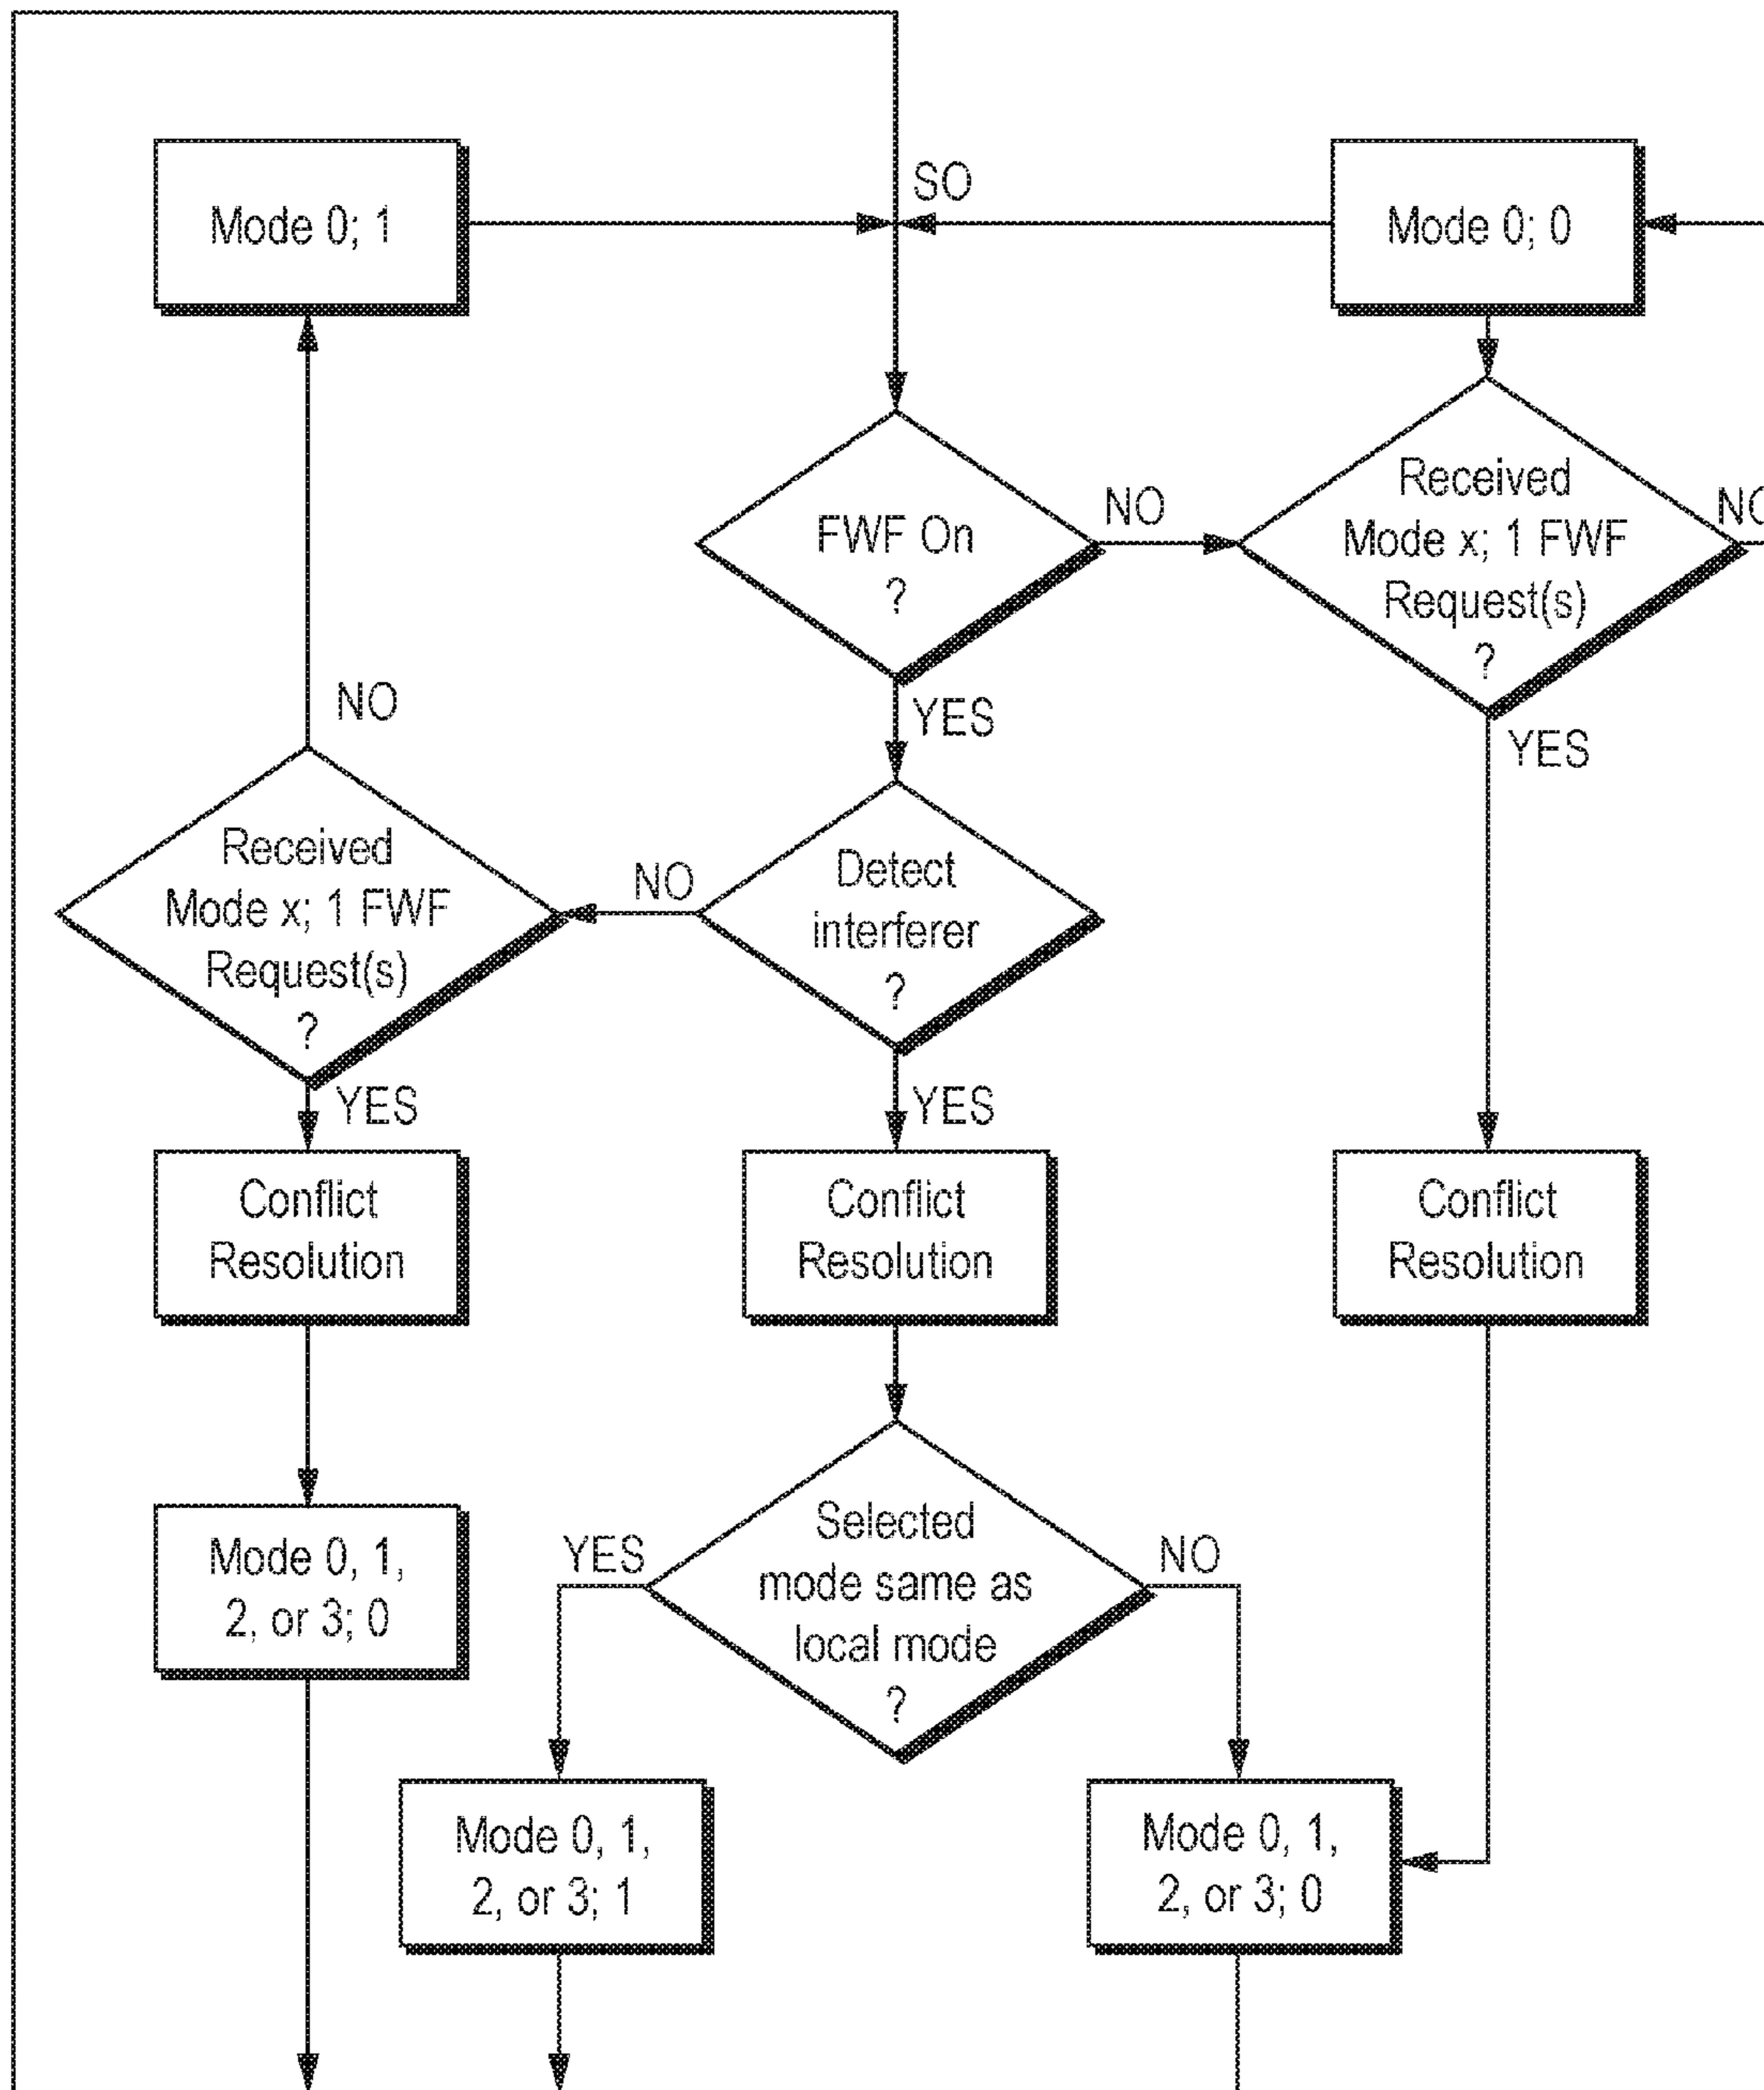 SO
Mode 0; 1
Mode 0; 0
FWF On
?
NO
Received
Mode x; 1 FWF
Request(s)
?
NO
YES
YES
NO
Received
Mode x; 1 FWF
Request(s)
?
NO
Detect
interferer
?
YES
YES
Conflict
Resolution
Conflict
Resolution
Conflict
Resolution
Mode 0, 1,
2, or 3; 0
YES
Selected
mode same as
local mode
?
NO
Mode 0, 1,
2, or 3; 1
Mode 0, 1,
2, or 3; 0